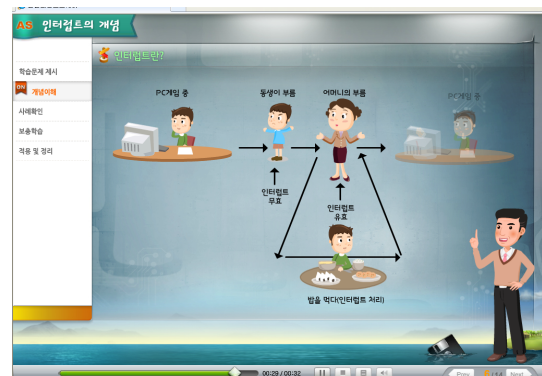 AS 인터럽트의 개념
인터럽트란?
학습문제 제시
ON 개념이해
사례확인
보충학습
적용 및 정리
PC게임 중
동생이 부름
어머니의 부름
PC게임 중
인터럽트
무효
인터럽트
유효
밥을 먹다(인터럽트 처리)
00:29 / 00:32
Prev
/14
Next